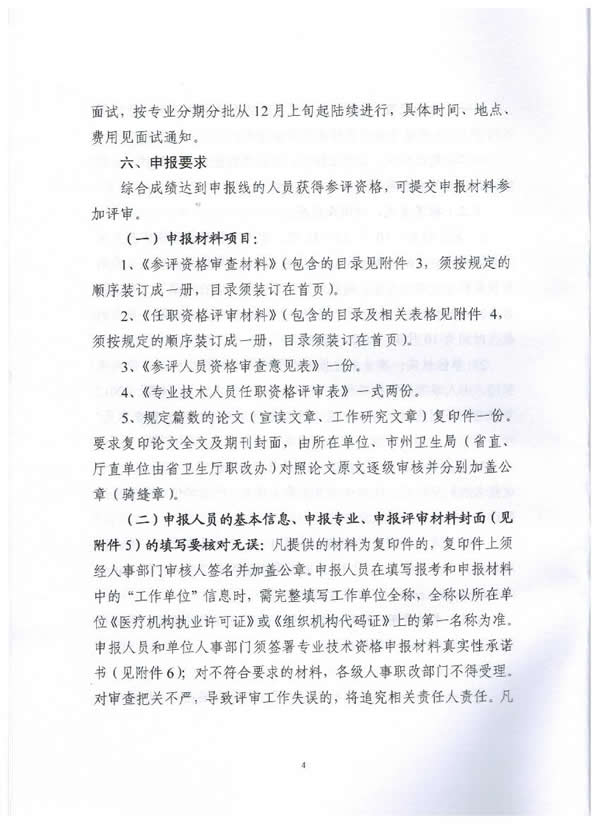 面试，按专业分期分批从 12 月上旬起陆续进行，具体时间、地点、
费用见面试通知。
六、申报要求
综合成绩达到申报线的人员获得参评资格，可提交申报材料参
加评审。
（一）申报材料项目：
1、《参评资格审查材料》（包含的目录见附件 3，须按规定的
顺序装订成一册，目录须装订在首页）。
2、《任职资格评审材料》（包含的目录及相关表格见附件 4，
须按规定的顺序装订成一册，目录须装订在首页）。
3、《参评人员资格审查意见表》一份。
4、《专业技术人员任职资格评审表》一式两份。
5、规定篇数的论文（宣读文章、工作研究文章）复印件一份。
要求复印论文全文及期刊封面，由所在单位、市州卫生局（省直、
厅直单位由省卫生厅职改办）对照论文原文逐级审核并分别加盖公
章（骑缝章）。
（二）申报人员的基本信息、申报专业、申报评审材料封面（见
附件 5）的填写要核对无误：凡提供的材料为复印件的，复印件上须
经人事部门审核人签名并加盖公章。申报人员在填写报考和申报材料
中的“工作单位”信息时，需完整填写工作单位全称、全称以所在单
位《医疗机构执业许可证》或《组织机构代码证》上的第一名称为准。
申报人员和单位人事部门须签署专业技术资格申报材料真实性承诺
书（见附件 6）；对不符合要求的材料，各级人事职改部门不得受理。
对审查把关不严，导致评审工作失误的，将追究相关责任人责任。凡
4